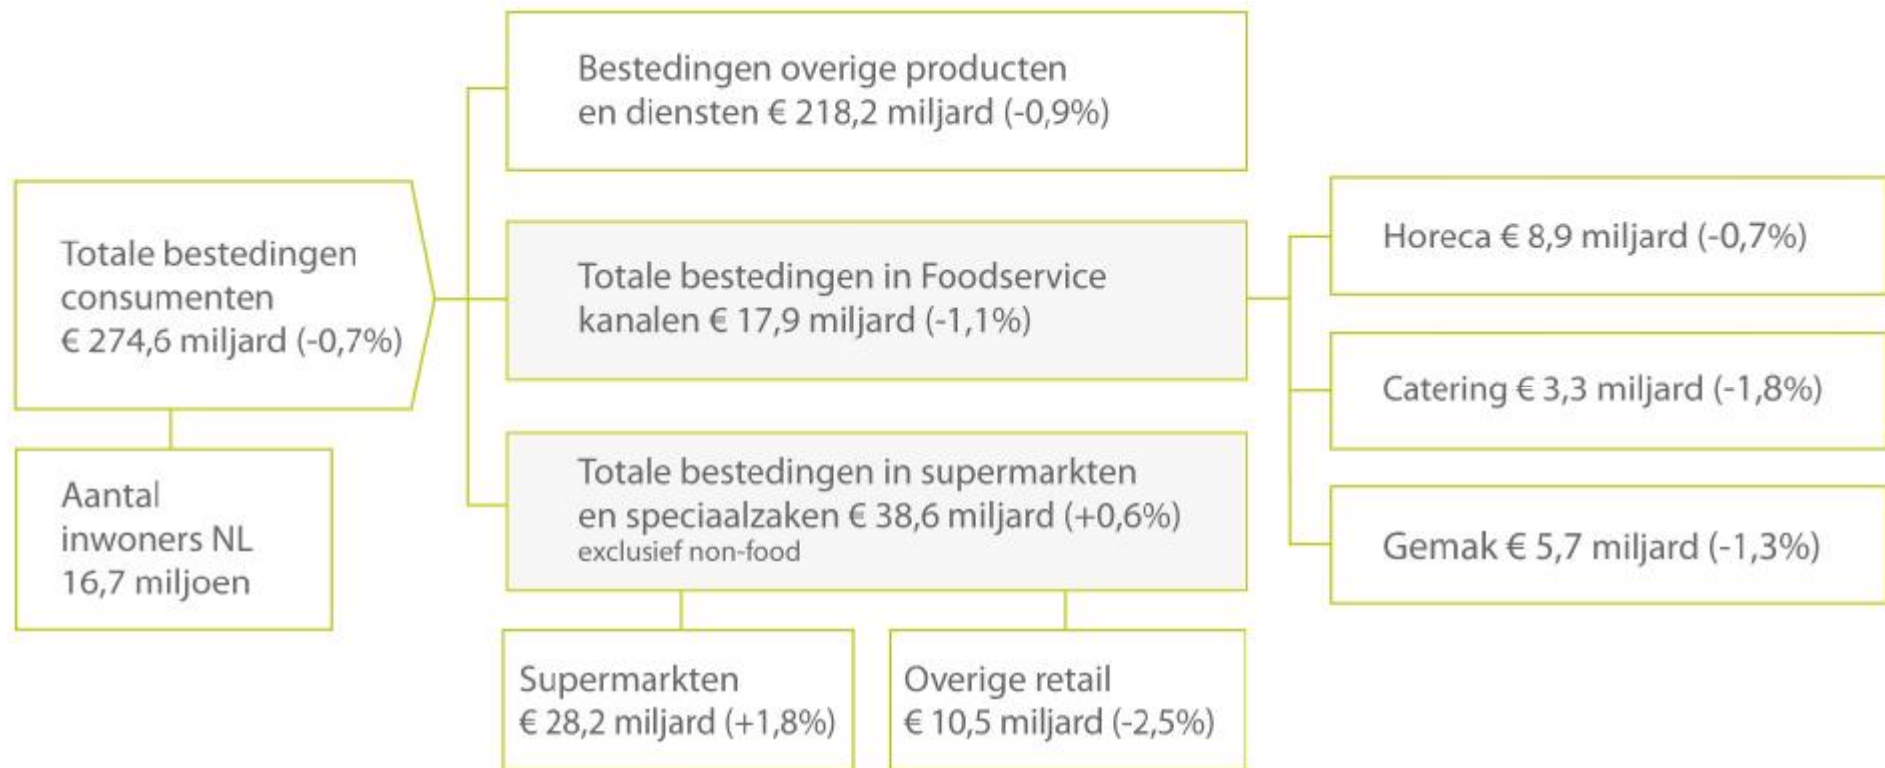 Bestedingen overige producten
en diensten € 218,2 miljard (-0,9%)
Totale bestedingen
consumenten
€ 274,6 miljard (-0,7%)
Aantal
inwoners NL
16,7 miljoen
Totale bestedingen in Foodservice
kanalen € 17,9 miljard (-1,1%)
Horeca € 8,9 miljard (-0,7%)
Catering € 3,3 miljard (-1,8%)
Gemak € 5,7 miljard (-1,3%)
Totale bestedingen in supermarkten
en speciaalzaken € 38,6 miljard (+0,6%)
exclusief non-food
Supermarkten
€ 28,2 miljard (+1,8%)
Overige retail
€ 10,5 miljard (-2,5%)